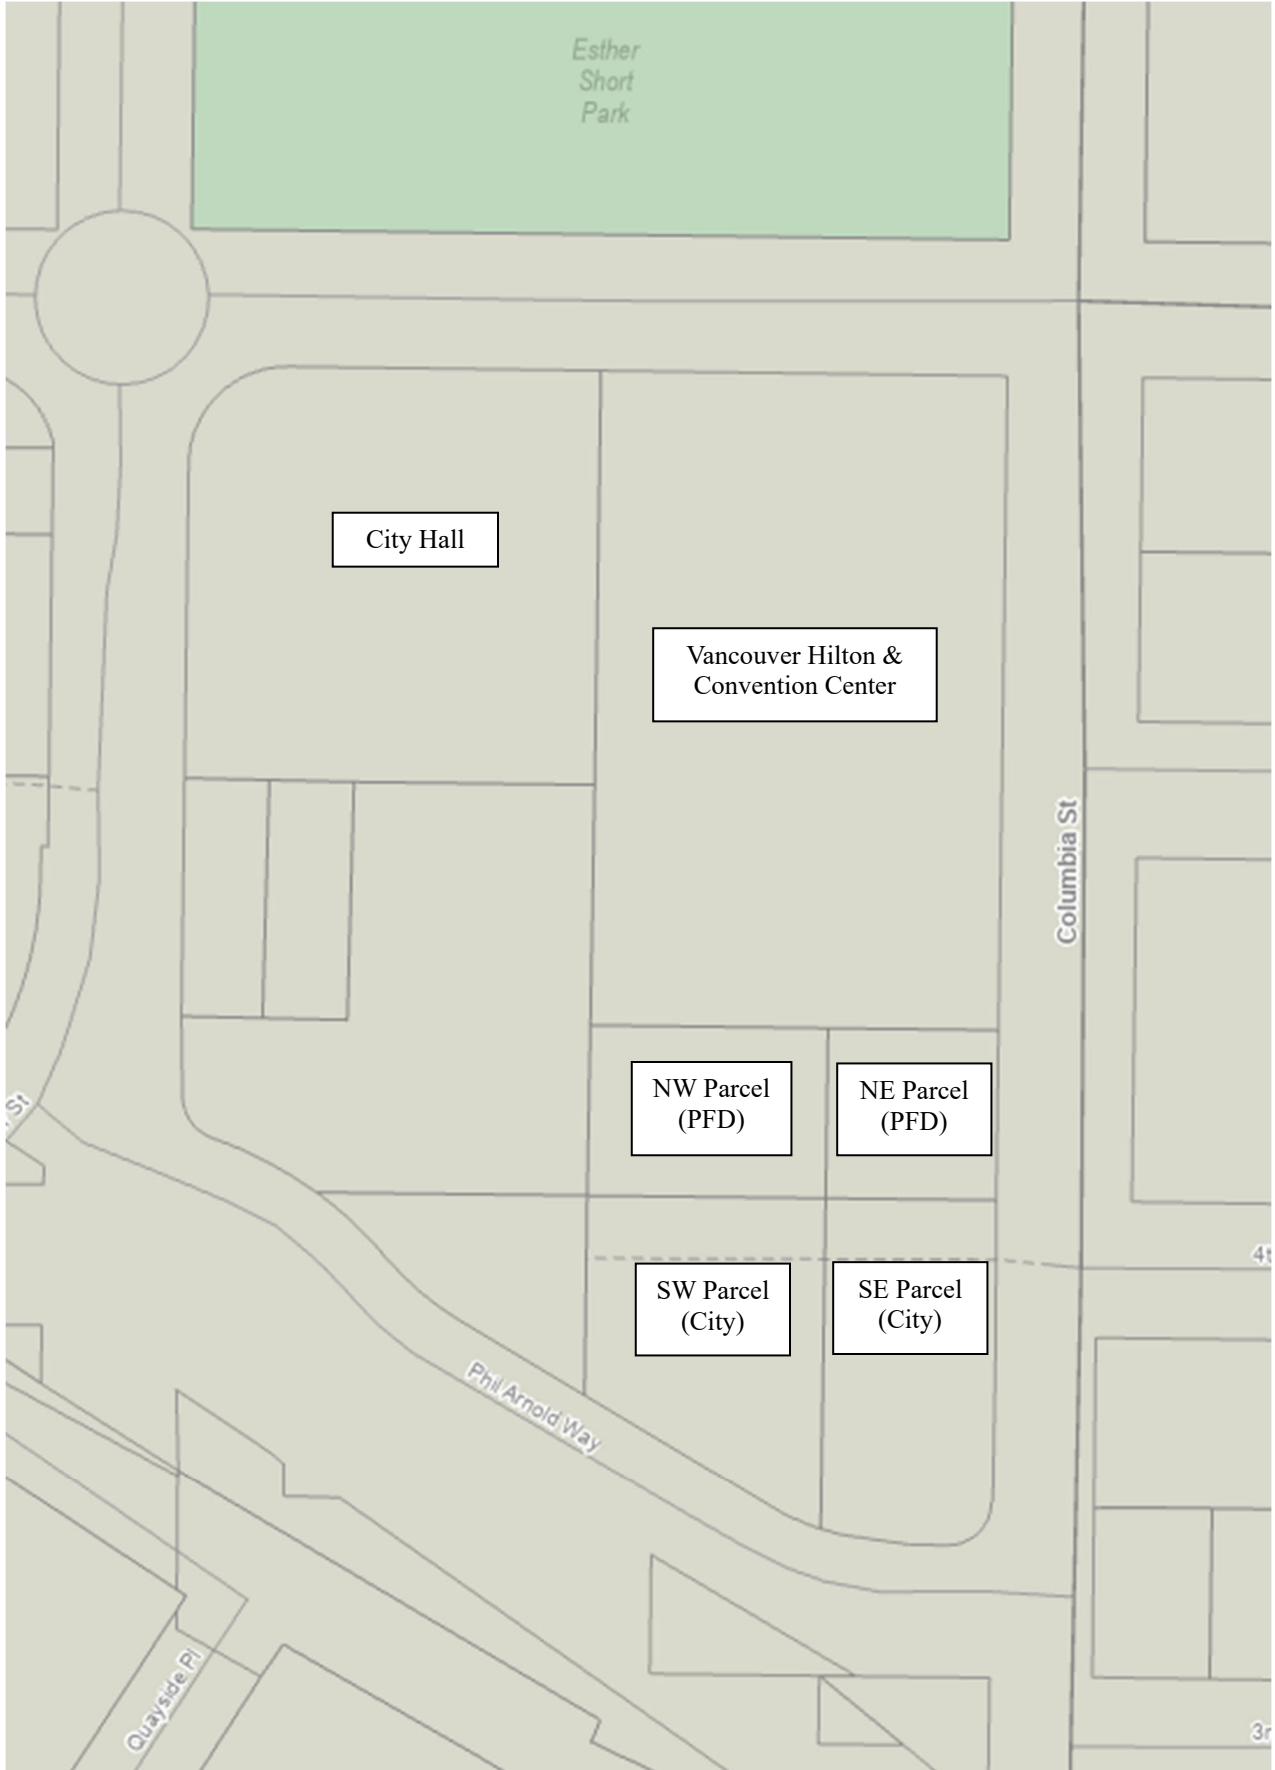 Esther
Short
Park
City Hall
Vancouver Hilton &
Convention Center
Columbia St
NW Parcel
(PFD)
NE Parcel
(PFD)
St
SW Parcel
(City)
SE Parcel
(City)
Phil Arnold Way
Quayside Pl